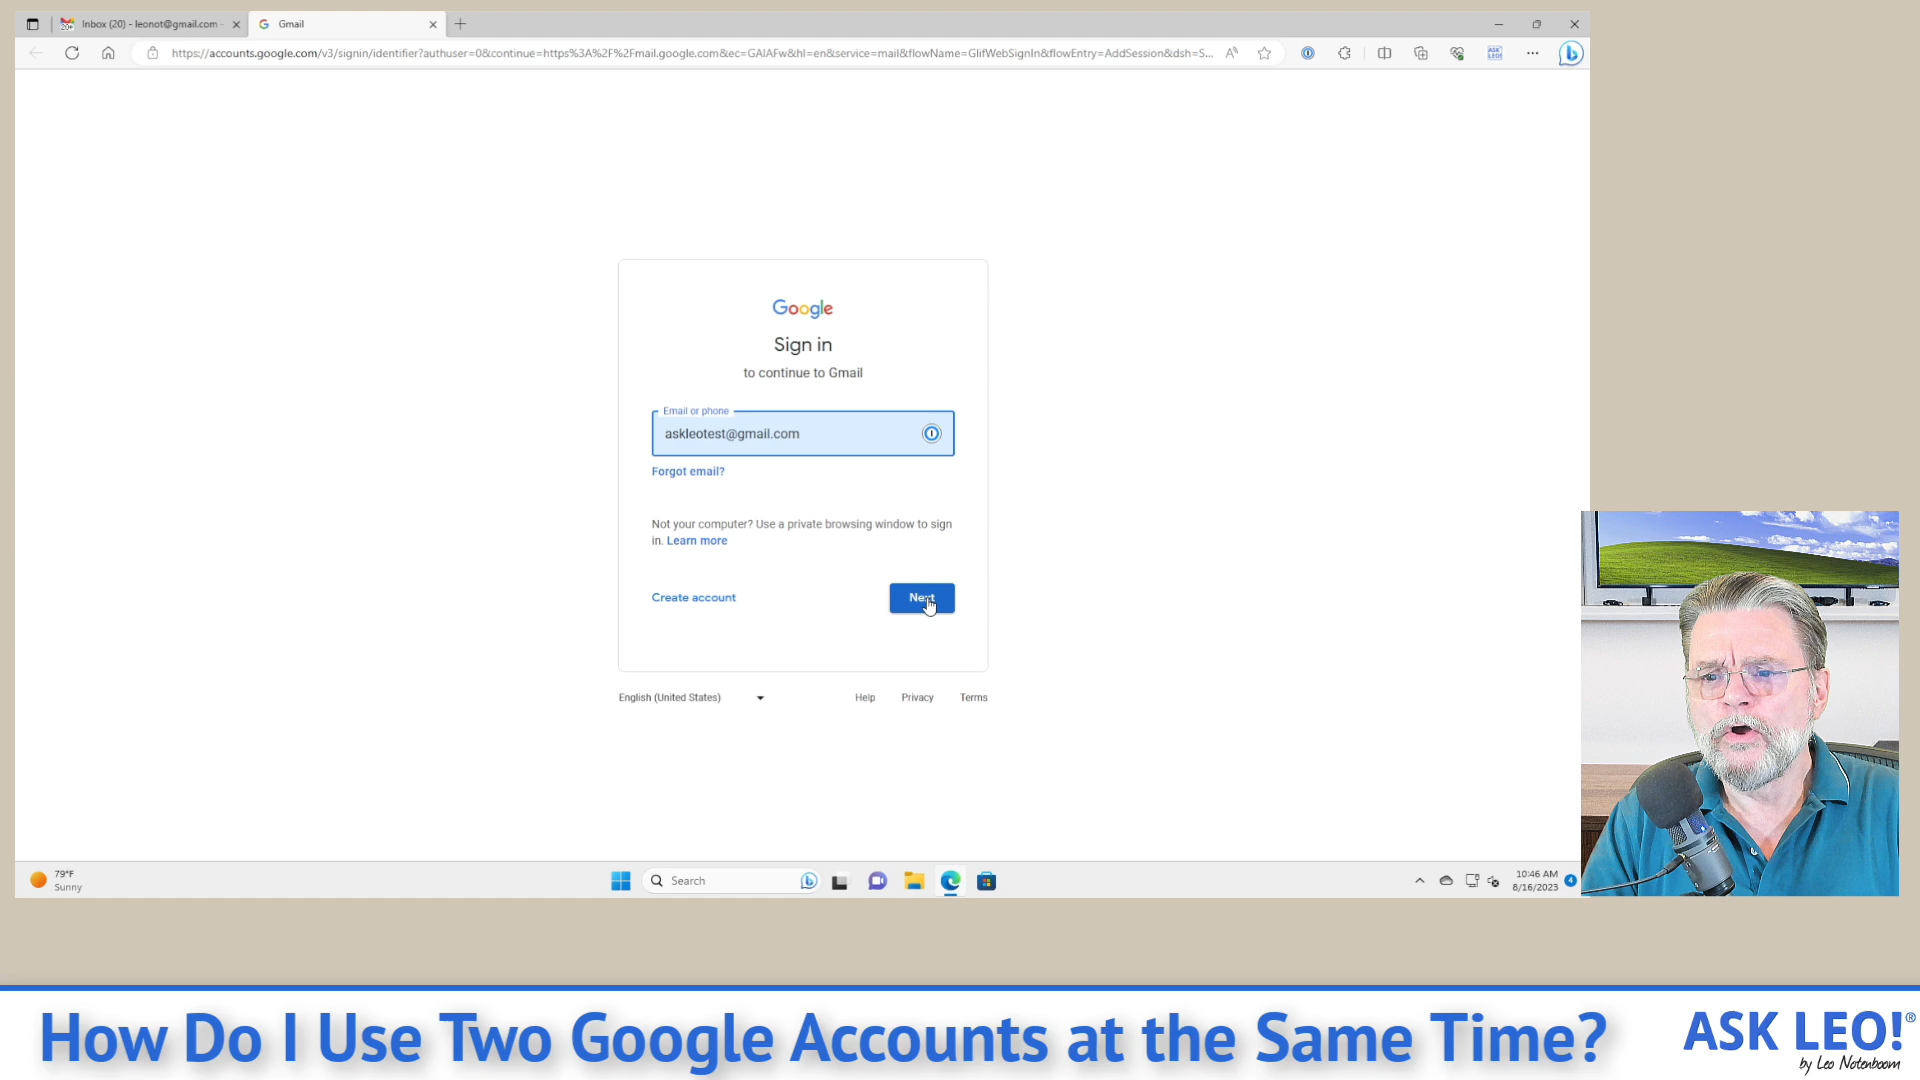 Inbox (20) - leonot@gmail.com -
Gmail
https://accounts.google.com/v3/signin/identifier?authuser=0&continue=https%3A%2F%2Fmail.google.com&ec=GAlAFw&hl=en&service=mail&flowName=GlifWebSignIn&flowEntry=AddSession&dsh=S...
ASK LEO!
Google
Sign in
to continue to Gmail
Email or phone
askleotest@gmail.com
Forgot email?
Not your computer? Use a private browsing window to sign
in. Learn more
Create account
Next
English (United States)
Help
Privacy
Terms
79°F
Sunny
Search
10:46 AM
8/16/2023
4
How Do I Use Two Google Accounts at the Same Time?
ASK LEO!®
by Leo Notenboom